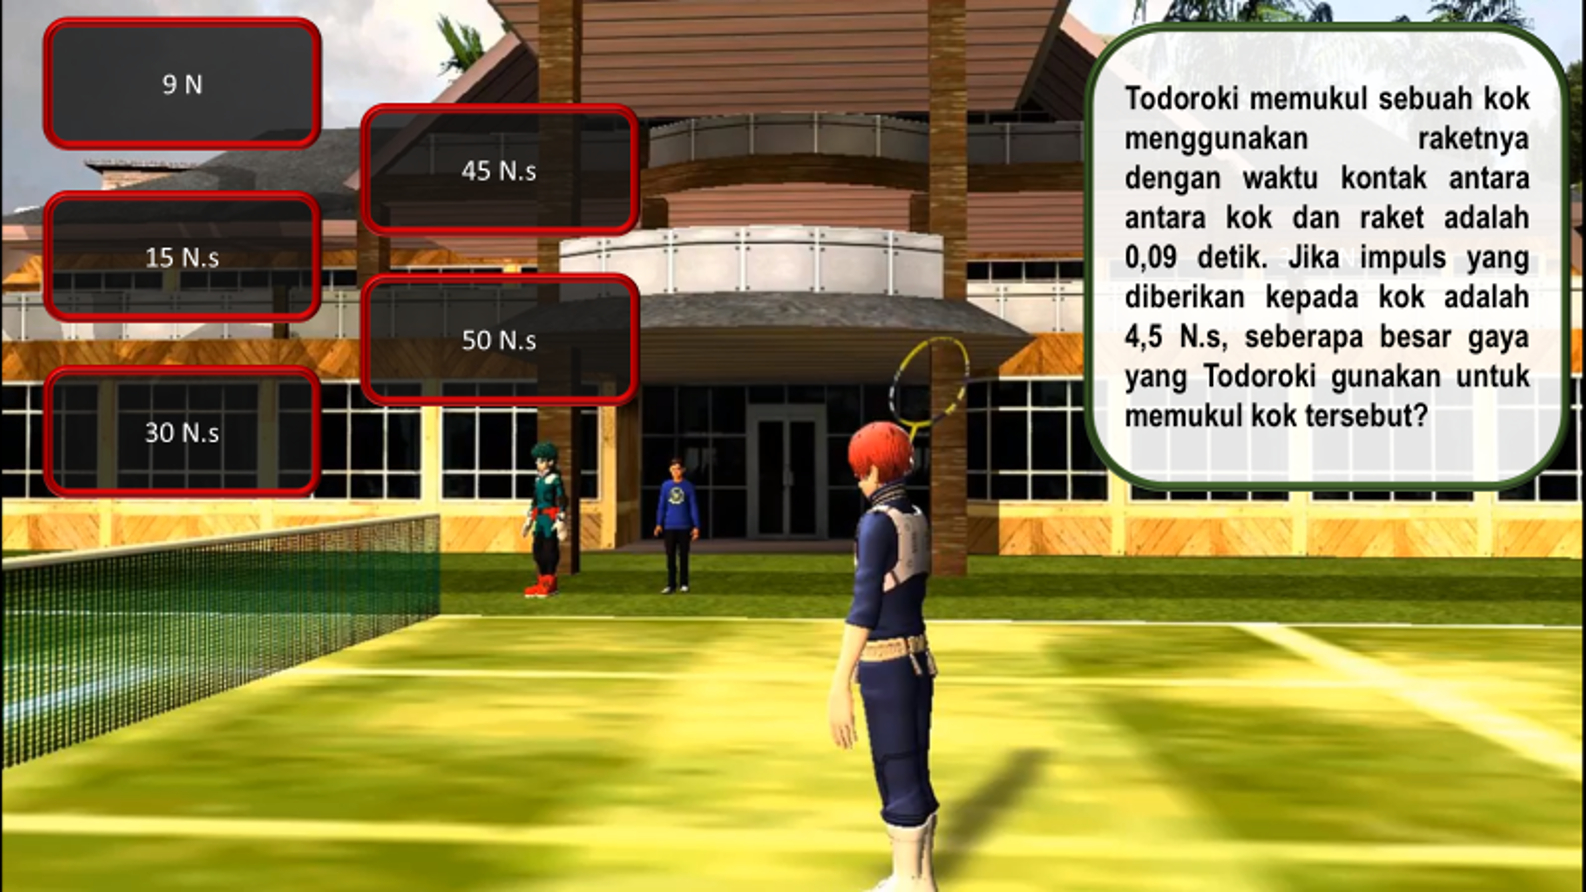 9 N
45 N.s
15 N.s
50 N.s
30 N.s
Todoroki memukul sebuah kok
menggunakan raketnya
dengan waktu kontak antara
antara kok dan raket adalah
0,09 detik. Jika impuls yang
diberikan kepada kok adalah
4,5 N.s, seberapa besar gaya
yang Todoroki gunakan untuk
memukul kok tersebut?